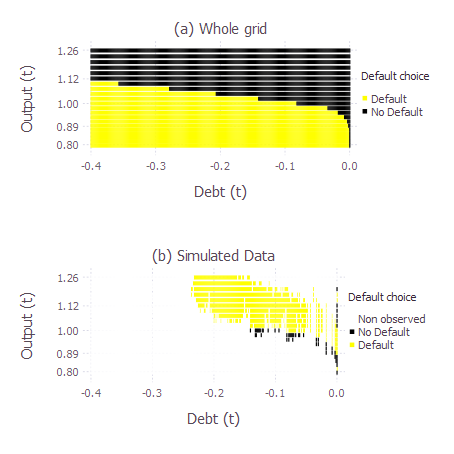 (a) Whole grid
1.26
1.12
1.00
0.89
0.80
Output (t)
-0.4 -0.3 -0.2 -0.1 0.0
Debt (t)
Default choice
Default
No Default
(b) Simulated Data
1.26
1.12
1.00
0.89
0.80
Output (t)
-0.4 -0.3 -0.2 -0.1 0.0
Debt (t)
Default choice
Non observed
No Default
Default